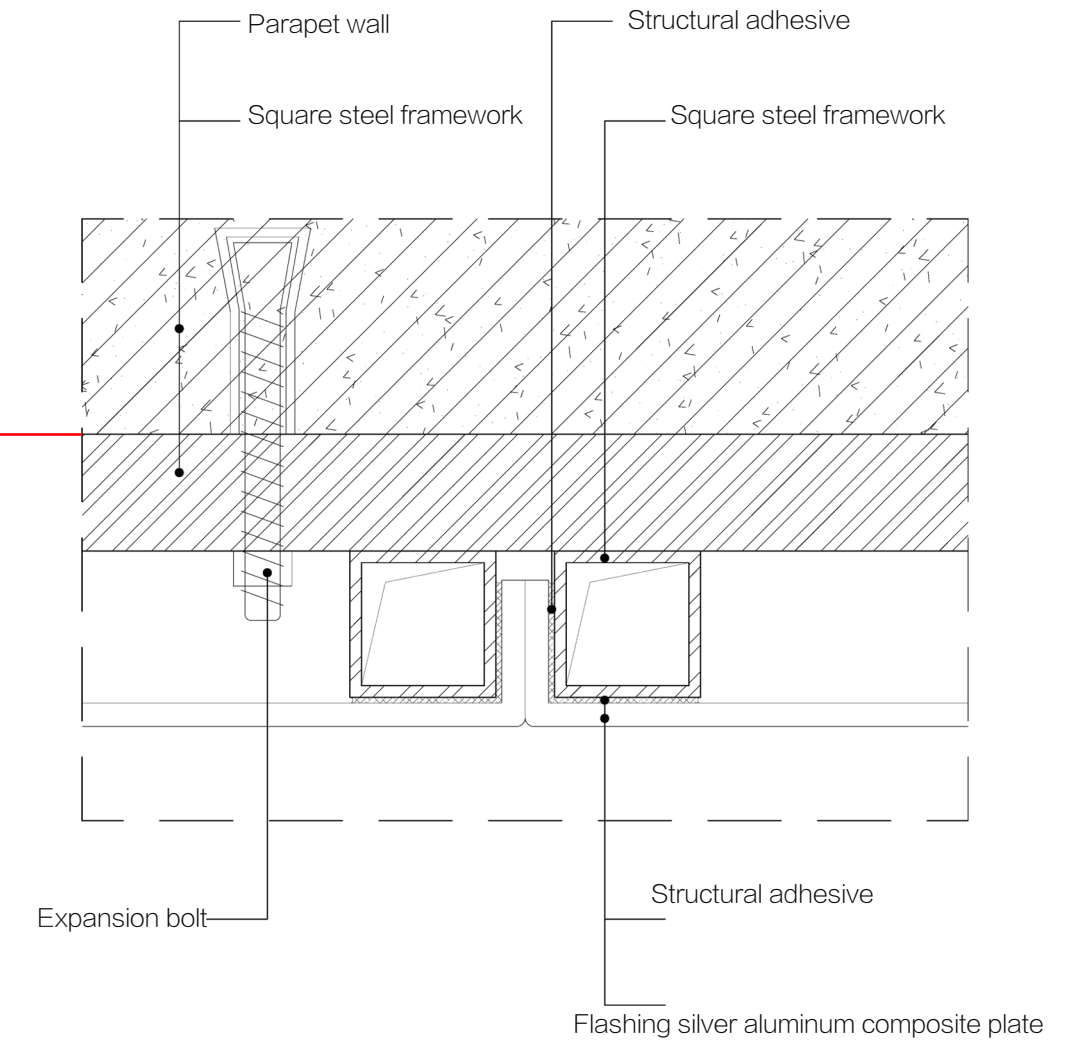 Parapet wall
Structural adhesive
Square steel framework
Square steel framework
Expansion bolt
Structural adhesive
Flashing silver aluminum composite plate